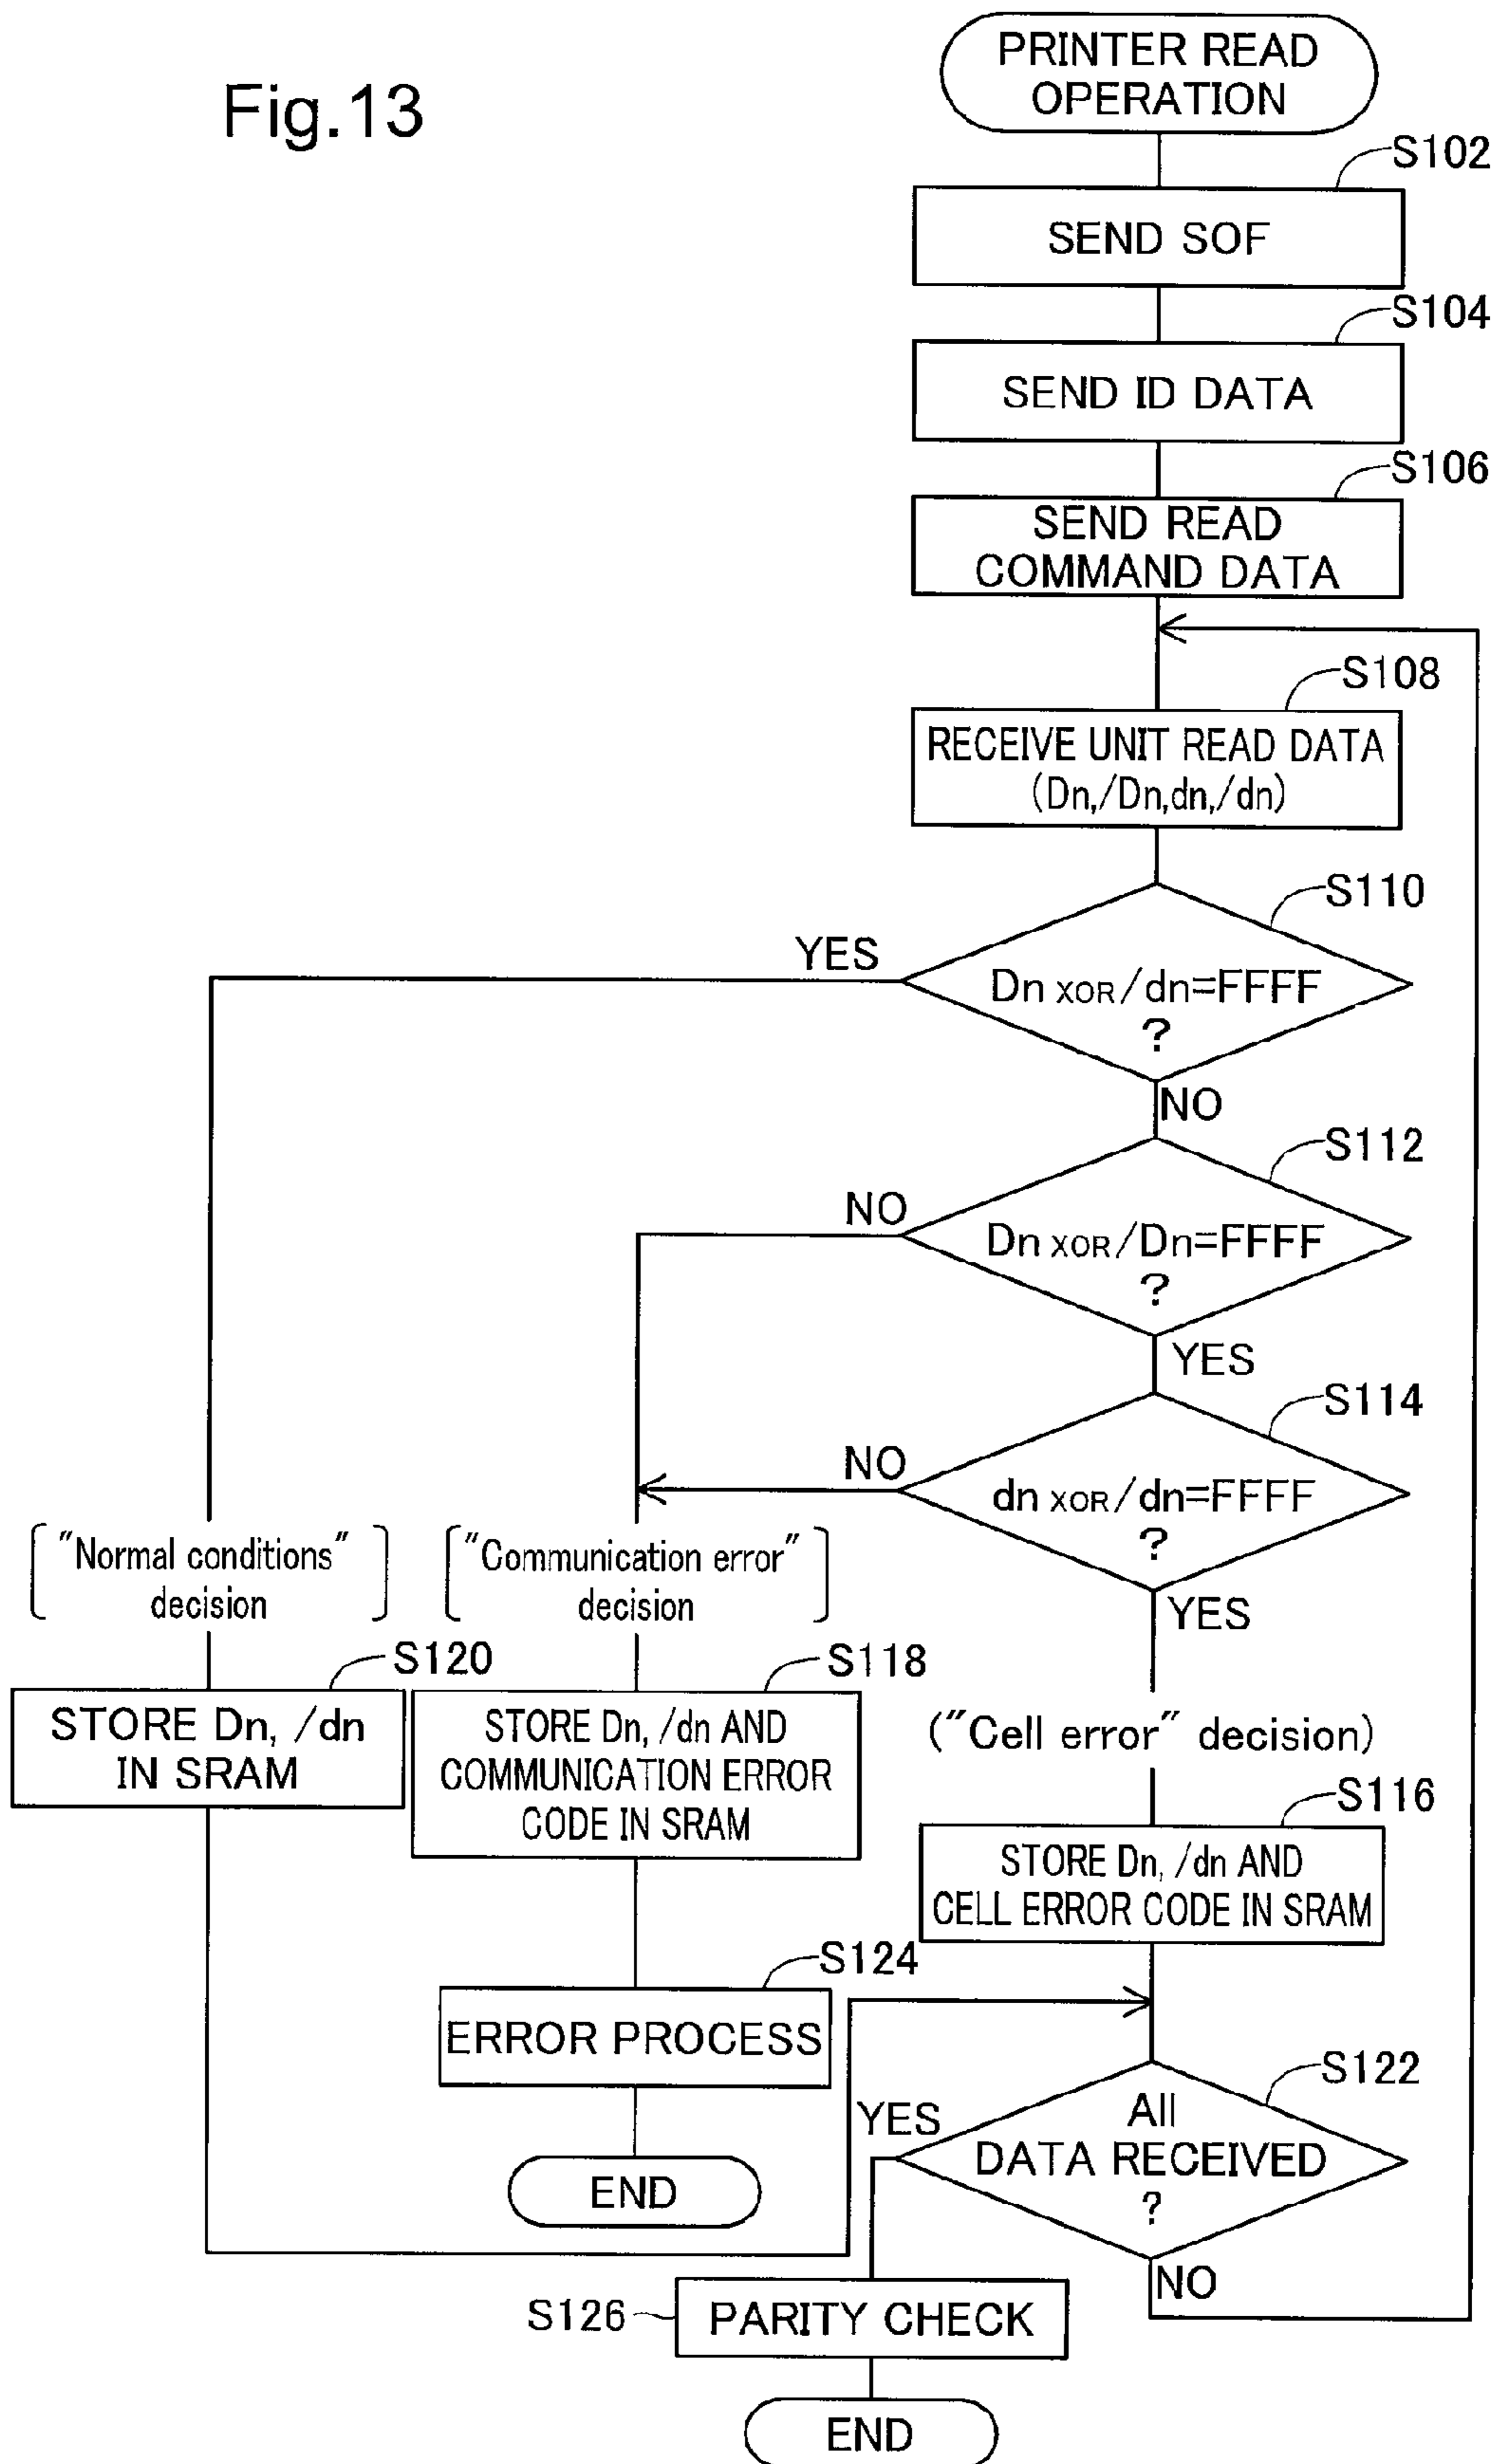 Fig.13
PRINTER READ
OPERATION
S102
SEND SOF
S104
SEND ID DATA
S106
SEND READ
COMMAND DATA
S108
RECEIVE UNIT READ DATA
(Dn,/Dn,dn,/dn)
S110
YES
Dn XOR/dn=FFFF
?
NO
S112
NO
Dn XOR/Dn=FFFF
?
YES
S114
NO
dn XOR/dn=FFFF
?
YES
"Normal conditions"
decision
"Communication error"
decision
S120
STORE Dn, /dn
IN SRAM
S118
STORE Dn, /dn AND
COMMUNICATION ERROR
CODE IN SRAM
("Cell error" decision)
S116
STORE Dn, /dn AND
CELL ERROR CODE IN SRAM
S124
ERROR PROCESS
END
S122
YES
All
DATA RECEIVED
?
NO
S126
PARITY CHECK
END